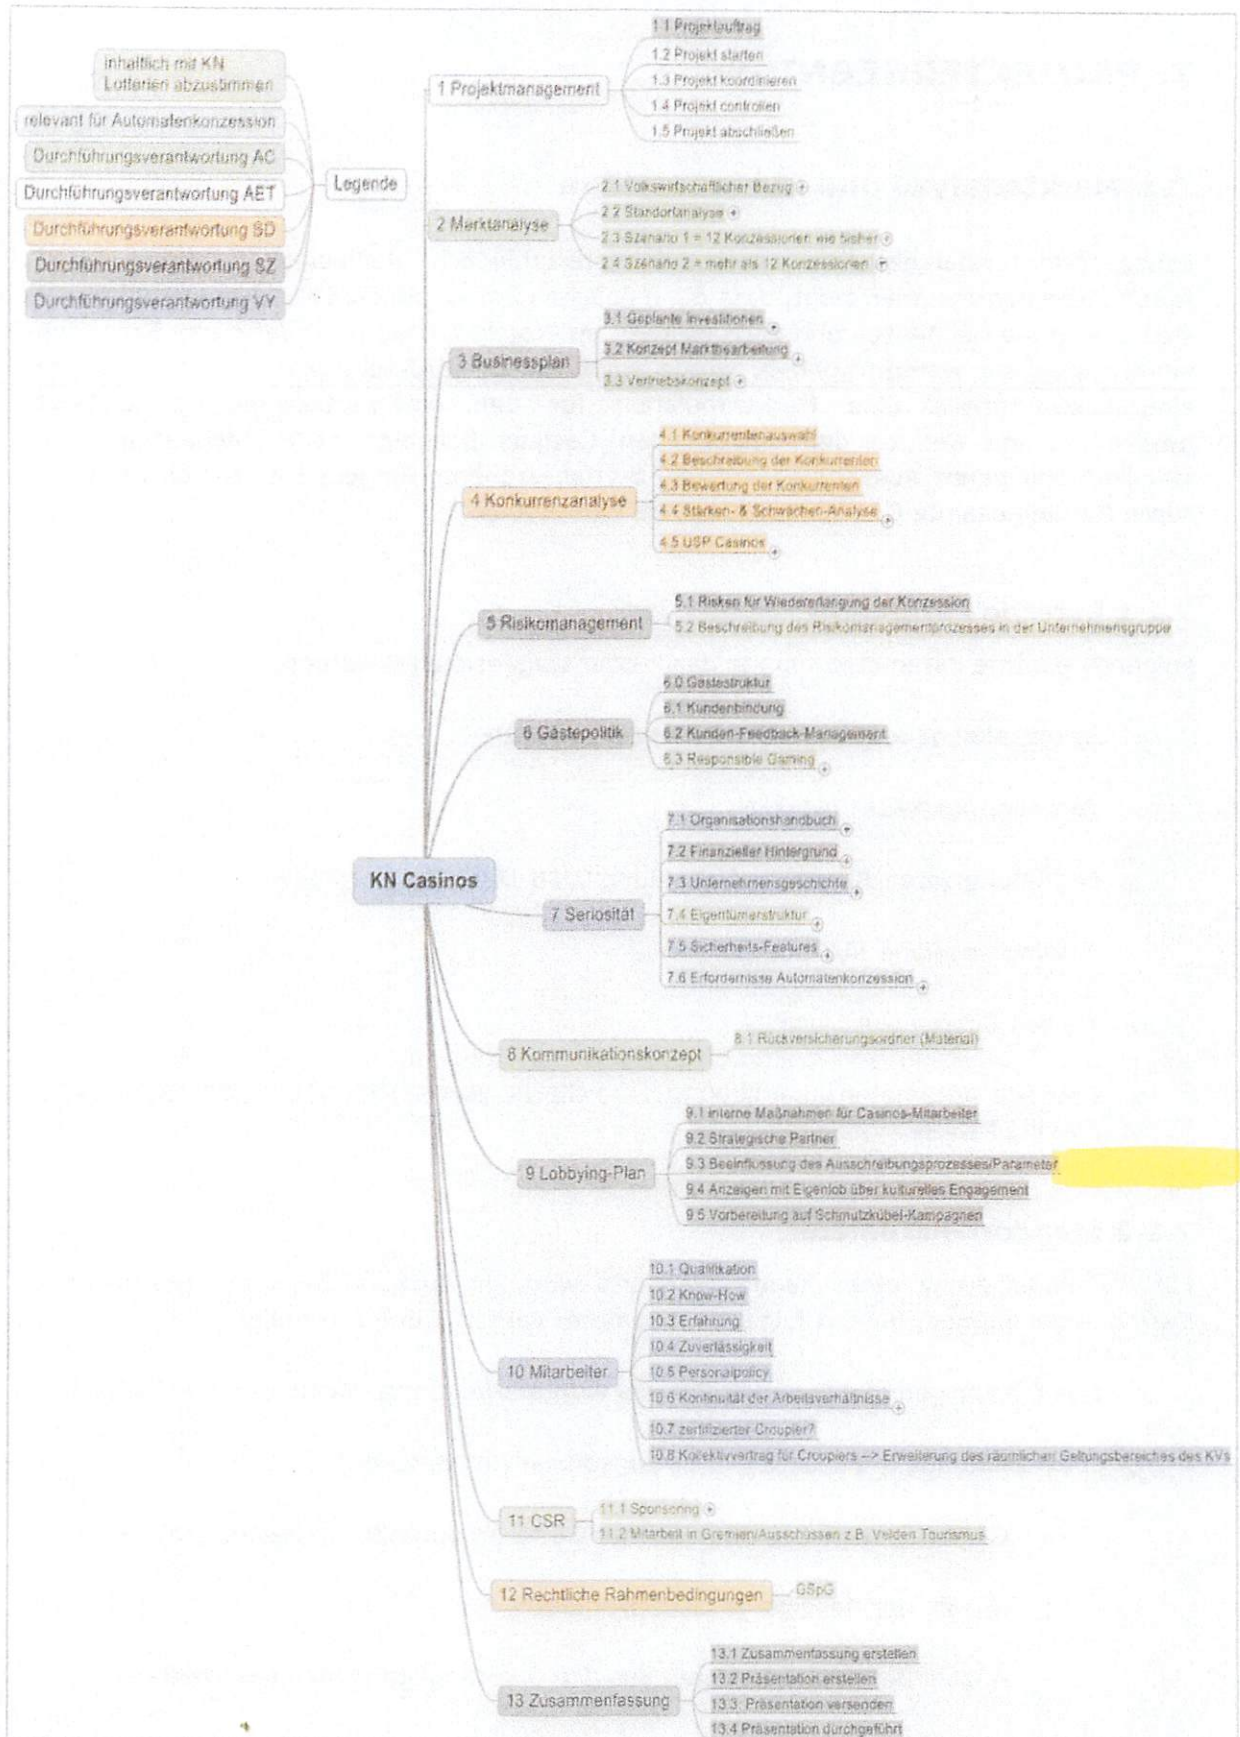 inhaltlich mit KN
Lotterien abzustimmen
relevant für Automatenkonzession
Durchführungsverantwortung AC
Durchführungsverantwortung AET
Durchführungsverantwortung SD
Durchführungsverantwortung SZ
Durchführungsverantwortung VY
Legende
KN Casinos
1 Projektmanagement
1.1 Projektauftrag
1.2 Projekt starten
1.3 Projekt koordinieren
1.4 Projekt controllen
1.5 Projekt abschließen
2 Marktanalyse
2.1 Volkswirtschaftlicher Bezug
2.2 Standortanalyse
2.3 Szenario 1 = 12 Konzessionen wie bisher
2.4 Szenario 2 = mehr als 12 Konzessionen
3 Businessplan
3.1 Geplante Investitionen
3.2 Konzept Marktbearbeitung
3.3 Vertriebskonzept
4 Konkurrenzanalyse
4.1 Konkurrentenauswahl
4.2 Beschreibung der Konkurrenten
4.3 Bewertung der Konkurrenten
4.4 Stärken- & Schwächen-Analyse
4.5 USP Casinos
5 Risikomanagement
5.1 Risken für Wiedererlangung der Konzession
5.2 Beschreibung des Risikomanagementprozesses in der Unternehmensgruppe
6 Gästepolitik
6.0 Gästestruktur
6.1 Kundenbindung
6.2 Kunden-Feedback-Management
6.3 Responsible Gaming
7 Seriosität
7.1 Organisationshandbuch
7.2 Finanzieller Hintergrund
7.3 Unternehmensgeschichte
7.4 Eigentümerstruktur
7.5 Sicherheits-Features
7.6 Erfordernisse Automatenkonzession
8 Kommunikationskonzept
8.1 Rückversicherungsordner (Material)
9 Lobbying-Plan
9.1 interne Maßnahmen für Casinos-Mitarbeiter
9.2 Strategische Partner
9.3 Beeinflussung des Ausschreibungsprozesses/Parameter
9.4 Anzeigen mit Eigenlob über kulturelles Engagement
9.5 Vorbereitung auf Schmutzkübel-Kampagnen
10 Mitarbeiter
10.1 Qualifikation
10.2 Know-How
10.3 Erfahrung
10.4 Zuverlässigkeit
10.5 Personalpolicy
10.6 Kontinuität der Arbeitsverhältnisse
10.7 zertifizierter Croupier?
10.8 Kollektivvertrag für Croupiers --> Erweiterung des räumlichen Geltungsbereiches des KVs
11 CSR
11.1 Sponsoring
11.2 Mitarbeit in Gremien/Ausschüssen z.B. Velden Tourismus
12 Rechtliche Rahmenbedingungen
GSpG
13 Zusammenfassung
13.1 Zusammenfassung erstellen
13.2 Präsentation erstellen
13.3. Präsentation versenden
13.4 Präsentation durchgeführt